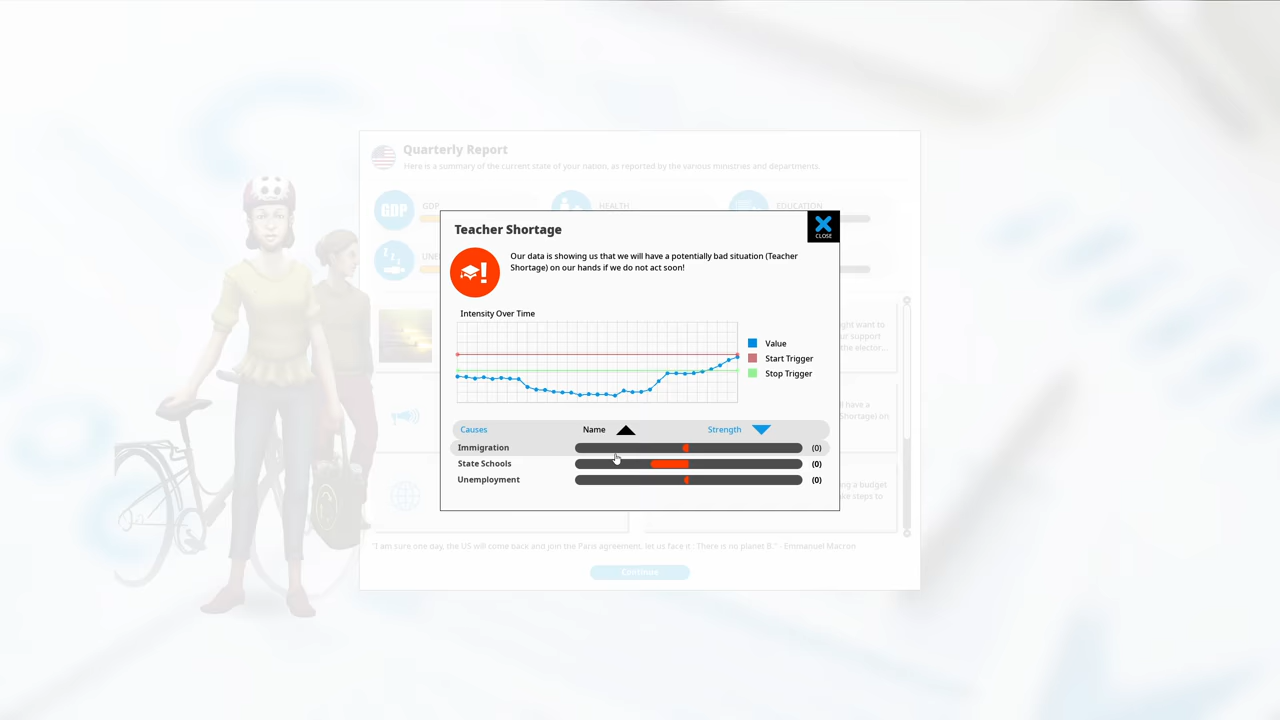 Quarterly Report
Here is a summary of the current state of your nation, as reported by the various ministries and departments.
GDP
GDP
HEALTH
EDUCATION
Teacher Shortage
CLOSE
Our data is showing us that we will have a potentially bad situation (Teacher
Shortage) on our hands if we do not act soon!
Intensity Over Time
Value
Start Trigger
Stop Trigger
Causes Name Strength
Immigration (0)
State Schools (0)
Unemployment (0)
"I am sure one day, the US will come back and join the Paris agreement, let us face it : There is no planet B." - Emmanuel Macron
Continue